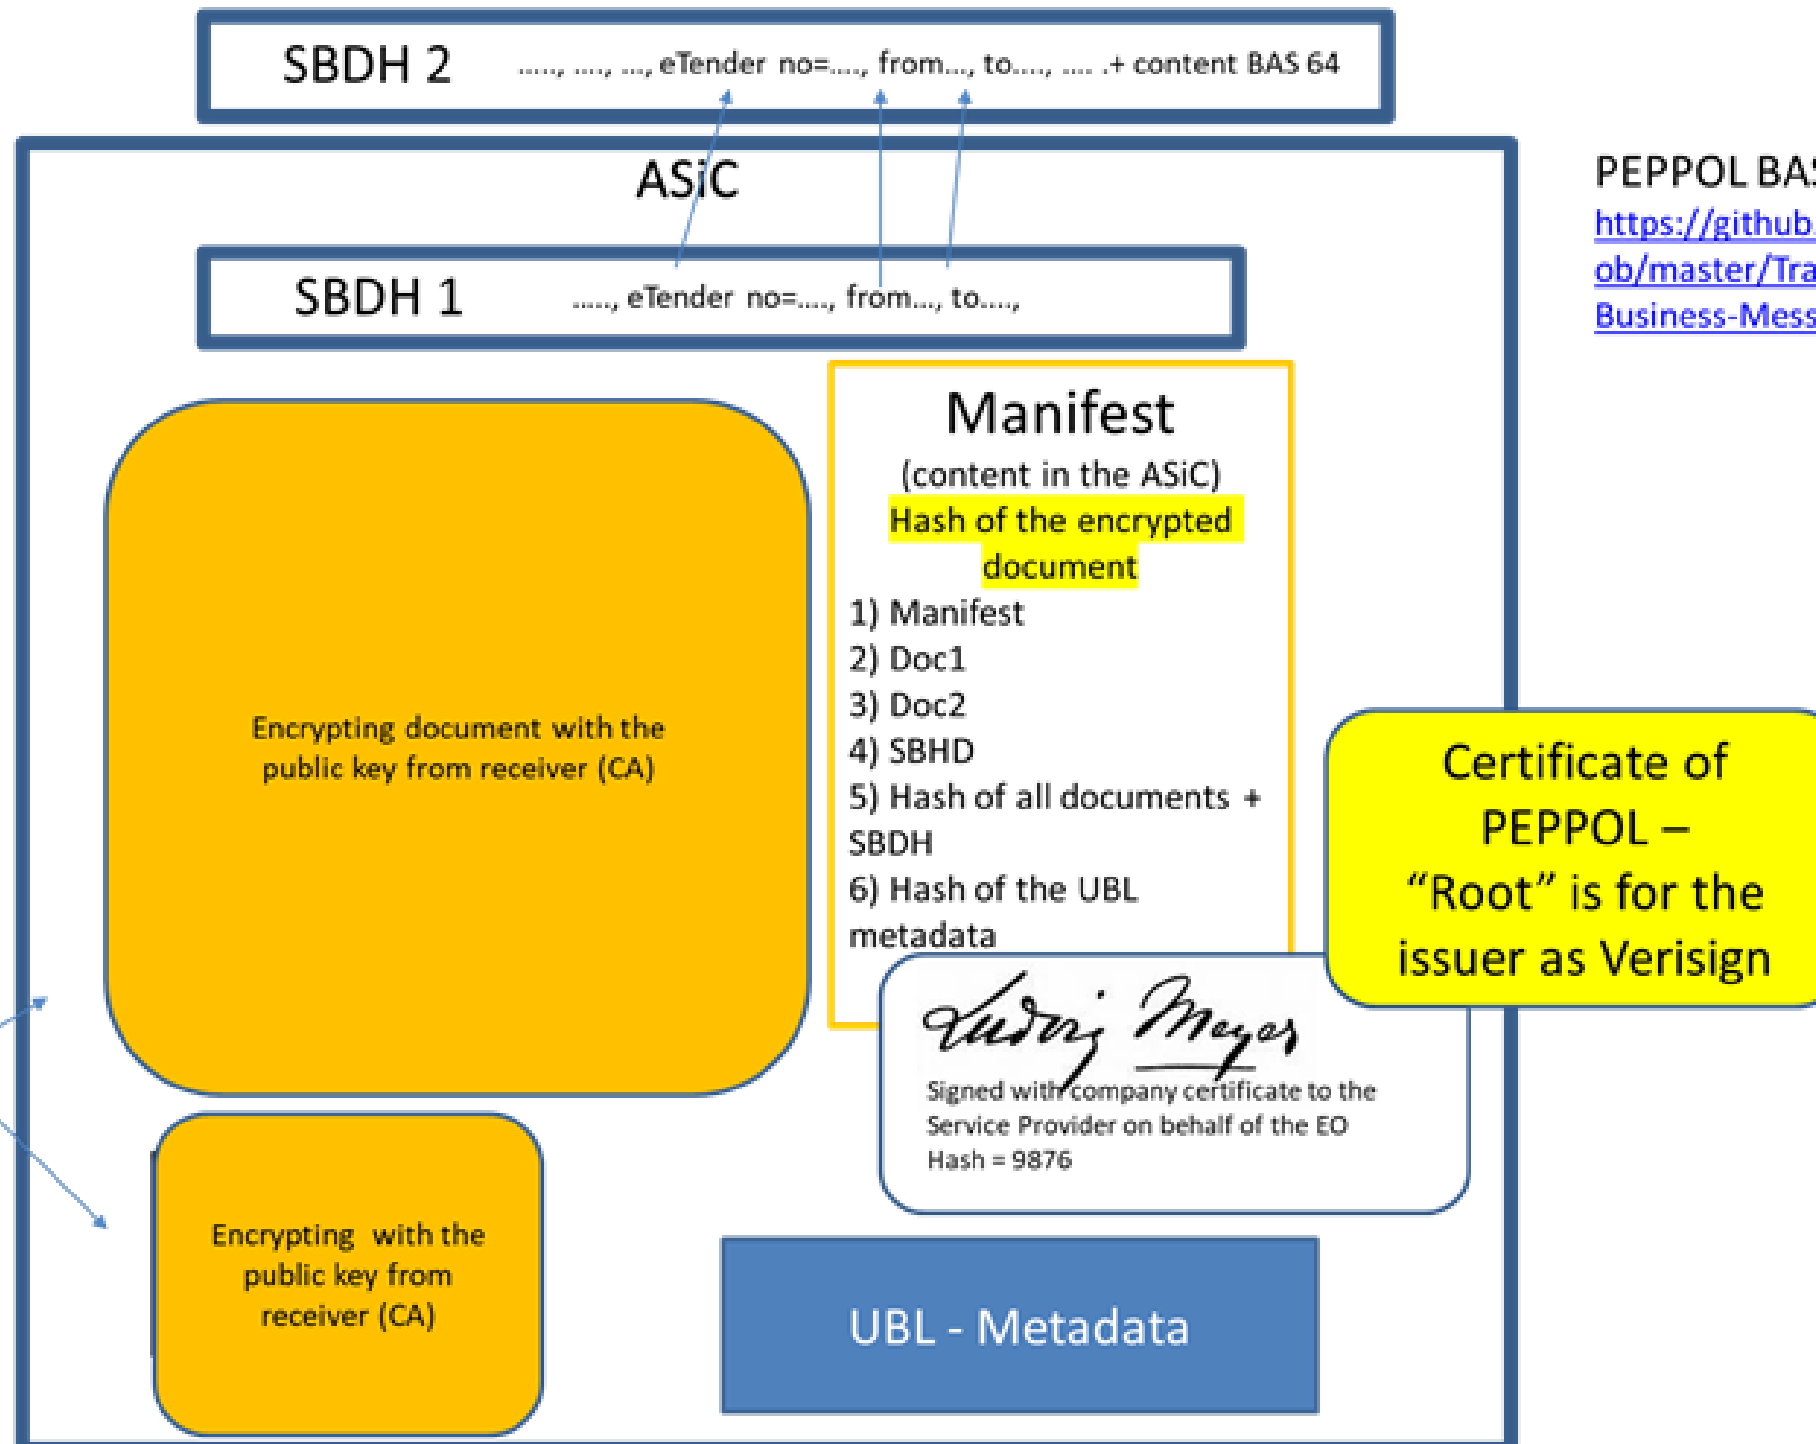 SBDH 2 ....., ...., ..., eTender no=...., from..., to...., .... .+ content BAS 64
ASiC
PEPPOL BAS
https://github.
ob/master/Tra
Business-Mess
SBDH 1 ....., eTender no=...., from..., to....,
Manifest
(content in the ASiC)
Hash of the encrypted
document
1) Manifest
2) Doc1
3) Doc2
4) SBHD
5) Hash of all documents +
SBDH
6) Hash of the UBL
metadata
Encrypting document with the
public key from receiver (CA)
Certificate of
PEPPOL –
“Root” is for the
issuer as Verisign
Signed with company certificate to the
Service Provider on behalf of the EO
Hash = 9876
Encrypting with the
public key from
receiver (CA)
UBL - Metadata